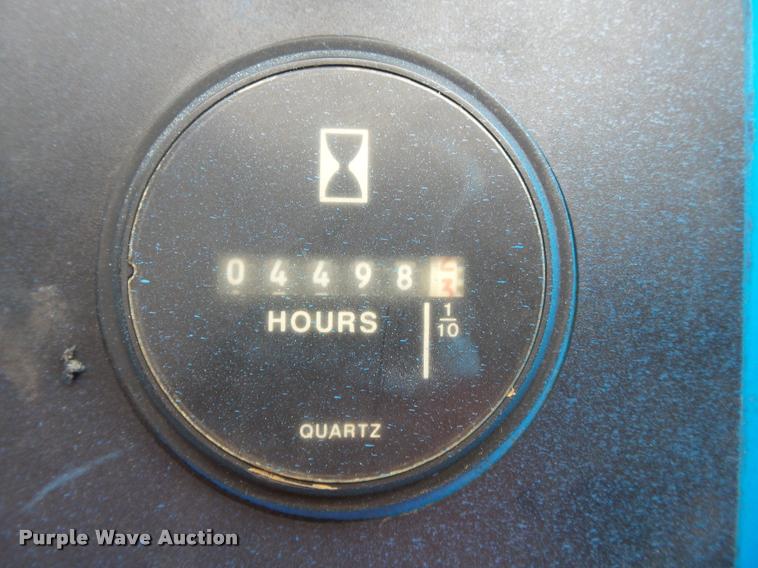 04498
HOURS
1/10
QUARTZ
Purple Wave Auction